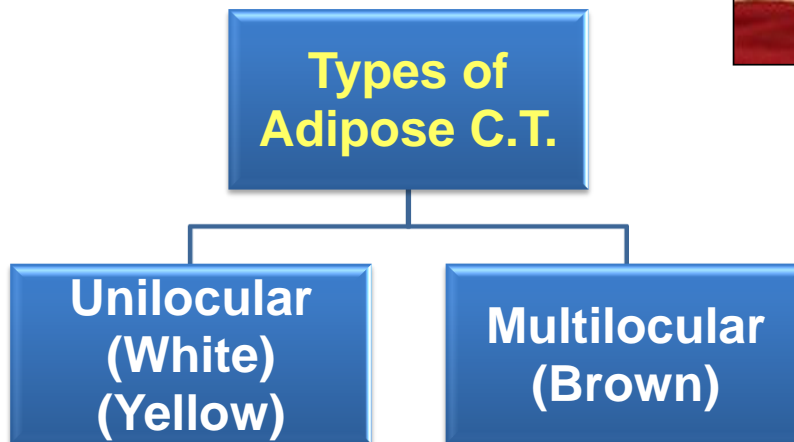 Types of
Adipose C.T.
Unilocular
(White)
(Yellow)
Multilocular
(Brown)